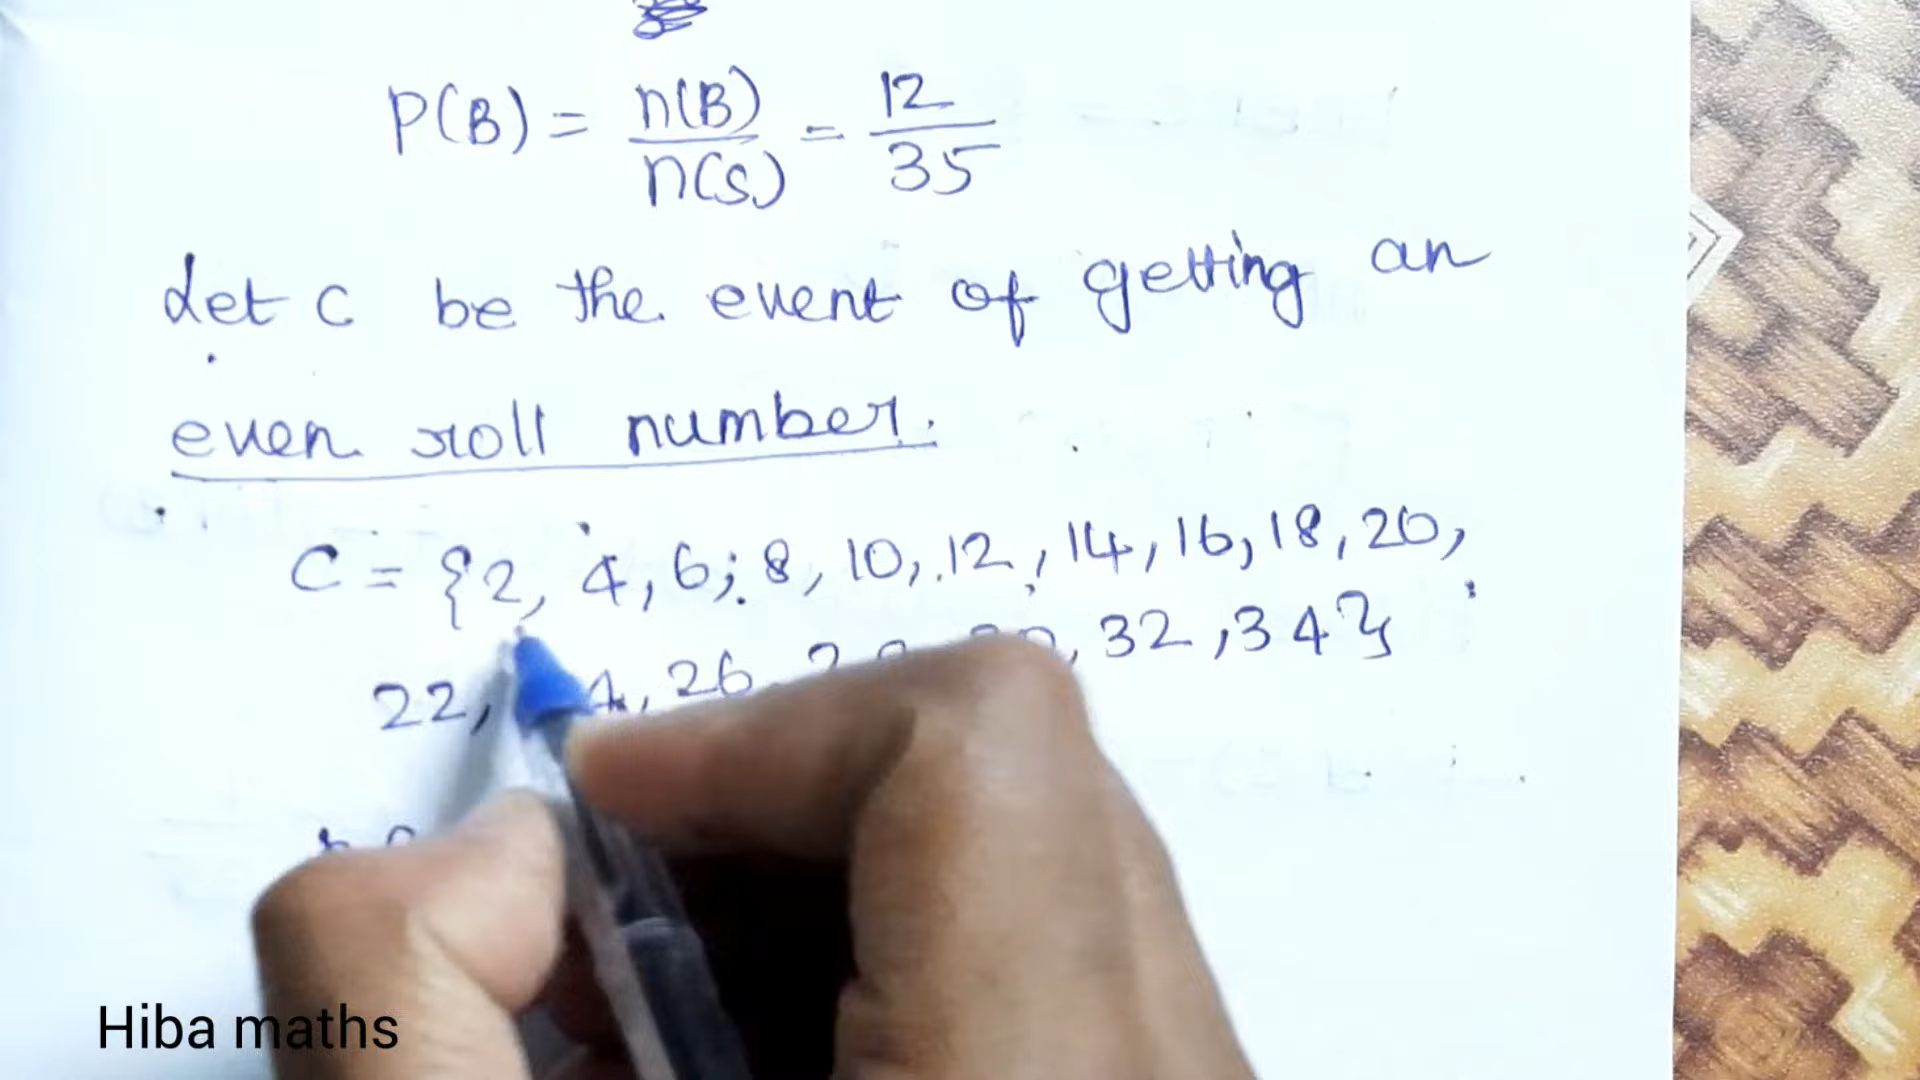 P(B) = n(B)/n(S) = 12/35
Let C be the event of getting an
even roll number.
C = {2, 4, 6, 8, 10, 12, 14, 16, 18, 20,
22, 4, 26, 32, 34}
Hiba maths